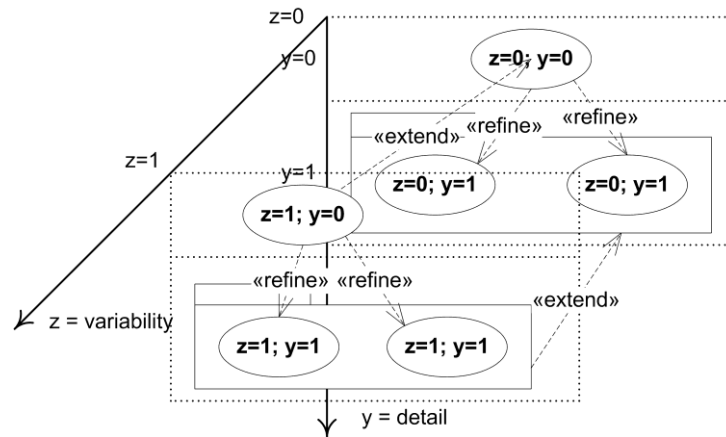 z=0
y=0
z=0; y=0
«extend»
«refine»
«refine»
z=1
y=1
z=0; y=1
z=0; y=1
z=1; y=0
«refine»
«refine»
«extend»
z = variability
z=1; y=1
z=1; y=1
y = detail